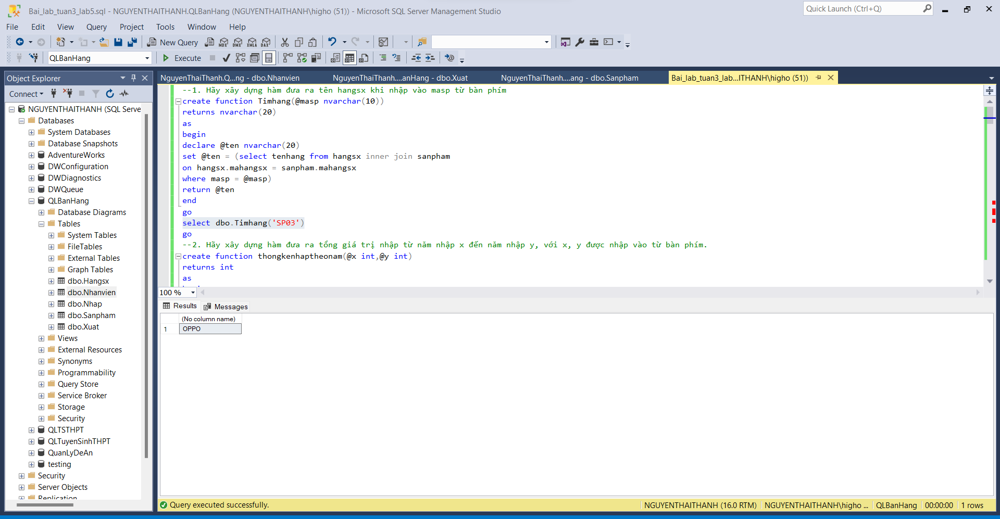 Bai_lab_tuan3_lab5.sql - NGUYENTHAITHANH.QLBanHang (NGUYENTHAITHANH\higho (51)) - Microsoft SQL Server Management Studio
Quick Launch (Ctrl+Q)
File Edit View Query Project Tools Window Help
New Query MDX DMX XMLA DAX
QLBanHang Execute
Object Explorer
Connect
NGUYENTHAITHANH (SQL Serve
Databases
System Databases
Database Snapshots
AdventureWorks
DWConfiguration
DWDiagnostics
DWQueue
QLBanHang
Database Diagrams
Tables
System Tables
FileTables
External Tables
Graph Tables
dbo.Hangsx
dbo.Nhanvien
dbo.Nhap
dbo.Sanpham
dbo.Xuat
Views
External Resources
Synonyms
Programmability
Query Store
Service Broker
Storage
Security
QLTSTHPT
QLTuyenSinhTHPT
QuanLyDeAn
testing
Security
Server Objects
Replication
NguyenThaiThanh.Q...ng - dbo.Nhanvien NguyenThaiThanh....anHang - dbo.Xuat NguyenThaiThanh....ang - dbo.Sanpham Bai_lab_tuan3_lab...ITHANH\higho (51))
--1. Hãy xây dựng hàm đưa ra tên hangsx khi nhập vào masp từ bàn phím
create function Timhang(@masp nvarchar(10))
returns nvarchar(20)
as
begin
declare @ten nvarchar(20)
set @ten = (select tenhang from hangsx inner join sanpham
on hangsx.mahangsx = sanpham.mahangsx
where masp = @masp)
return @ten
end
go
select dbo.Timhang('SP03')
go
--2. Hãy xây dựng hàm đưa ra tổng giá trị nhập từ năm nhập x đến năm nhập y, với x, y được nhập vào từ bàn phím.
create function thongkenhaptheonam(@x int,@y int)
returns int
as
100 %
Results Messages
(No column name)
1 OPPO
Query executed successfully. NGUYENTHAITHANH (16.0 RTM) NGUYENTHAITHANH\higho ... QLBanHang 00:00:00 1 rows